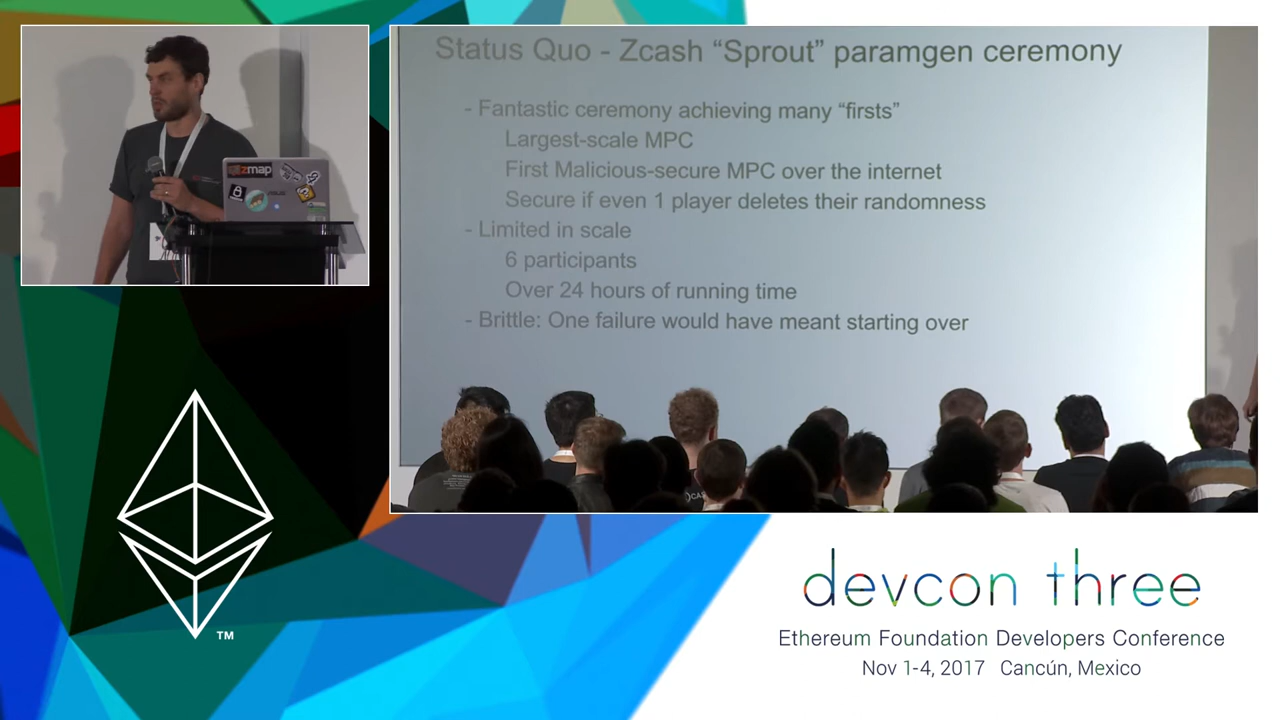 Status Quo - Zcash “Sprout” paramgen ceremony
- Fantastic ceremony achieving many “firsts”
Largest-scale MPC
First Malicious-secure MPC over the internet
Secure if even 1 player deletes their randomness
- Limited in scale
6 participants
Over 24 hours of running time
- Brittle: One failure would have meant starting over
TM
devcon three
Ethereum Foundation Developers Conference
Nov 1-4, 2017 Cancún, Mexico